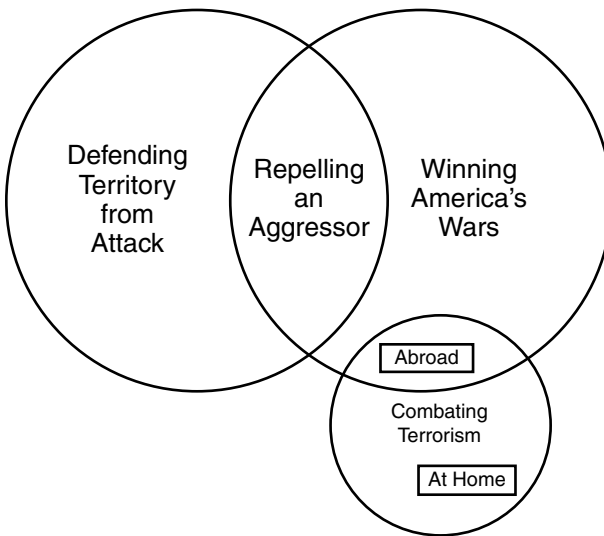 Defending
Territory
from
Attack
Repelling
an
Aggressor
Winning
America’s
Wars
Abroad
Combating
Terrorism
At Home